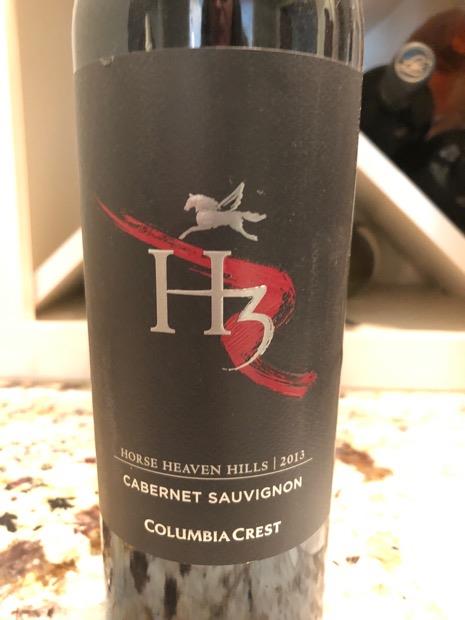 H3
HORSE HEAVEN HILLS | 2013
CABERNET SAUVIGNON
COLUMBIA CREST